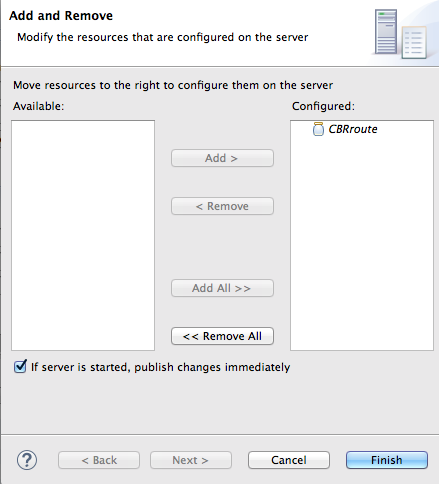 Add and Remove
Modify the resources that are configured on the server
Move resources to the right to configure them on the server
Available:
Configured:
CBRroute
Add >
< Remove
Add All >>
<< Remove All
If server is started, publish changes immediately
?
< Back
Next >
Cancel
Finish